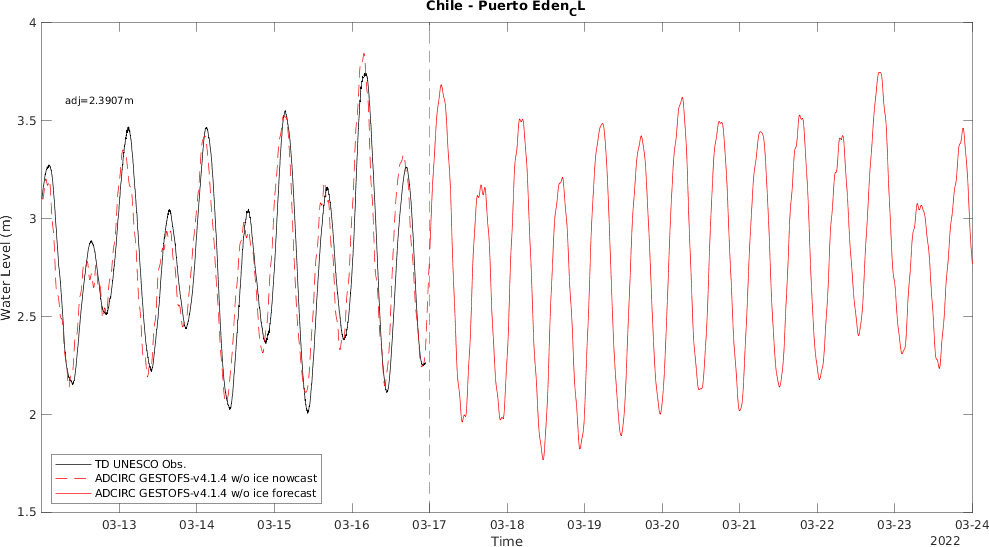 Chile - Puerto Eden_CL
4
adj=2.3907m
3.5
3
Water Level (m)
2.5
2
TD UNESCO Obs.
ADCIRC GESTOFS-v4.1.4 w/o ice nowcast
ADCIRC GESTOFS-v4.1.4 w/o ice forecast
1.5
03-13 03-14 03-15 03-16 03-17 03-18 03-19 03-20 03-21 03-22 03-23 03-24
Time
2022